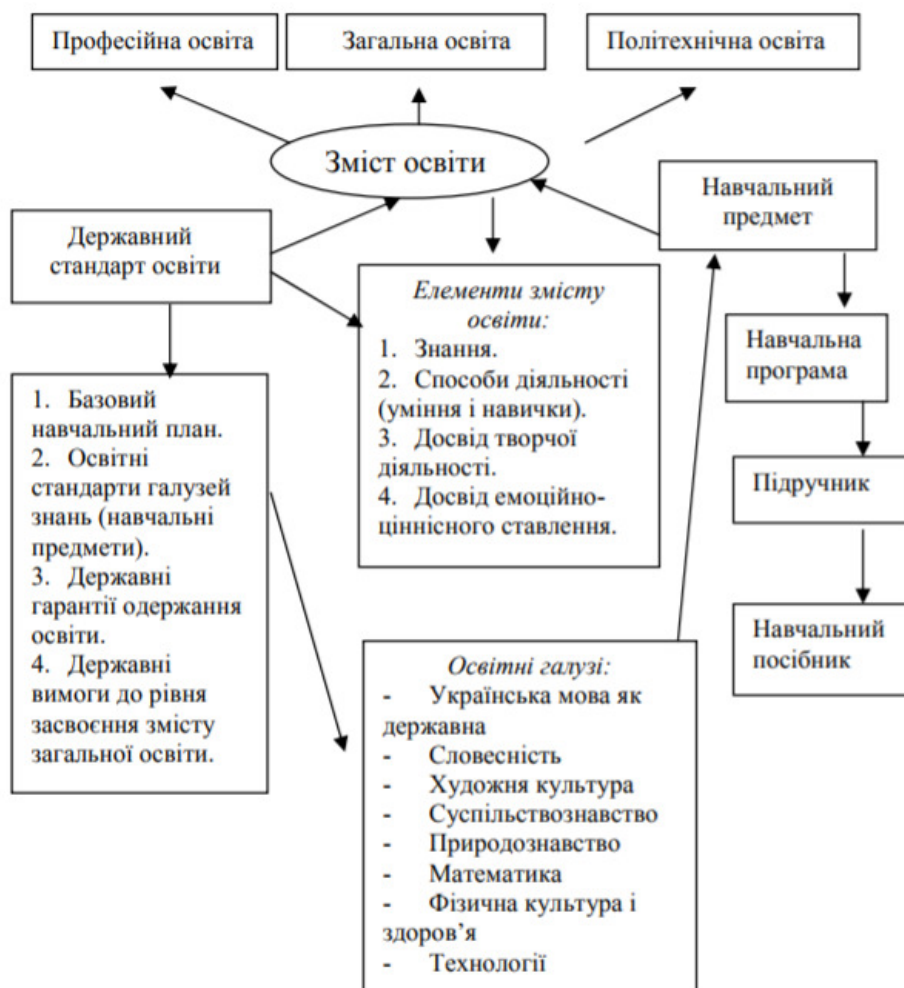 Професійна освіта
Загальна освіта
Політехнічна освіта
Зміст освіти
Державний
стандарт освіти
Навчальний
предмет
Елементи змісту
освіти:
1. Знання.
2. Способи діяльності
(уміння і навички).
3. Досвід творчої
діяльності.
4. Досвід емоційно-
ціннісного ставлення.
Навчальна
програма
1. Базовий
навчальний план.
2. Освітні
стандарти галузей
знань (навчальні
предмети).
3. Державні
гарантії одержання
освіти.
4. Державні
вимоги до рівня
засвоєння змісту
загальної освіти.
Підручник
Навчальний
посібник
Освітні галузі:
- Українська мова як
державна
- Словесність
- Художня культура
- Суспільствознавство
- Природознавство
- Математика
- Фізична культура і
здоров’я
- Технології